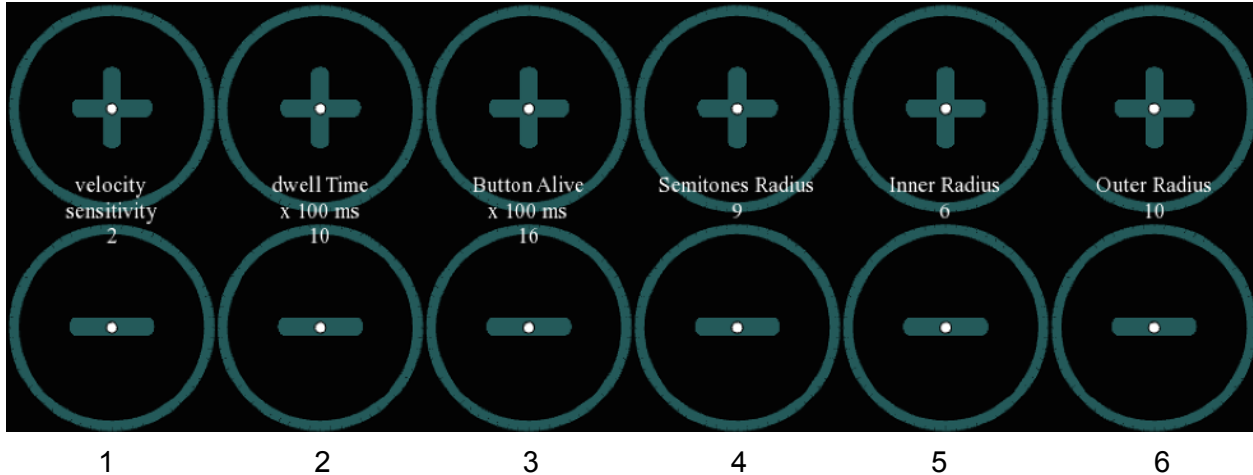 velocity
sensitivity
2
dwell Time
x 100 ms
10
Button Alive
x 100 ms
16
Semitones Radius
9
Inner Radius
6
Outer Radius
10
1 2 3 4 5 6